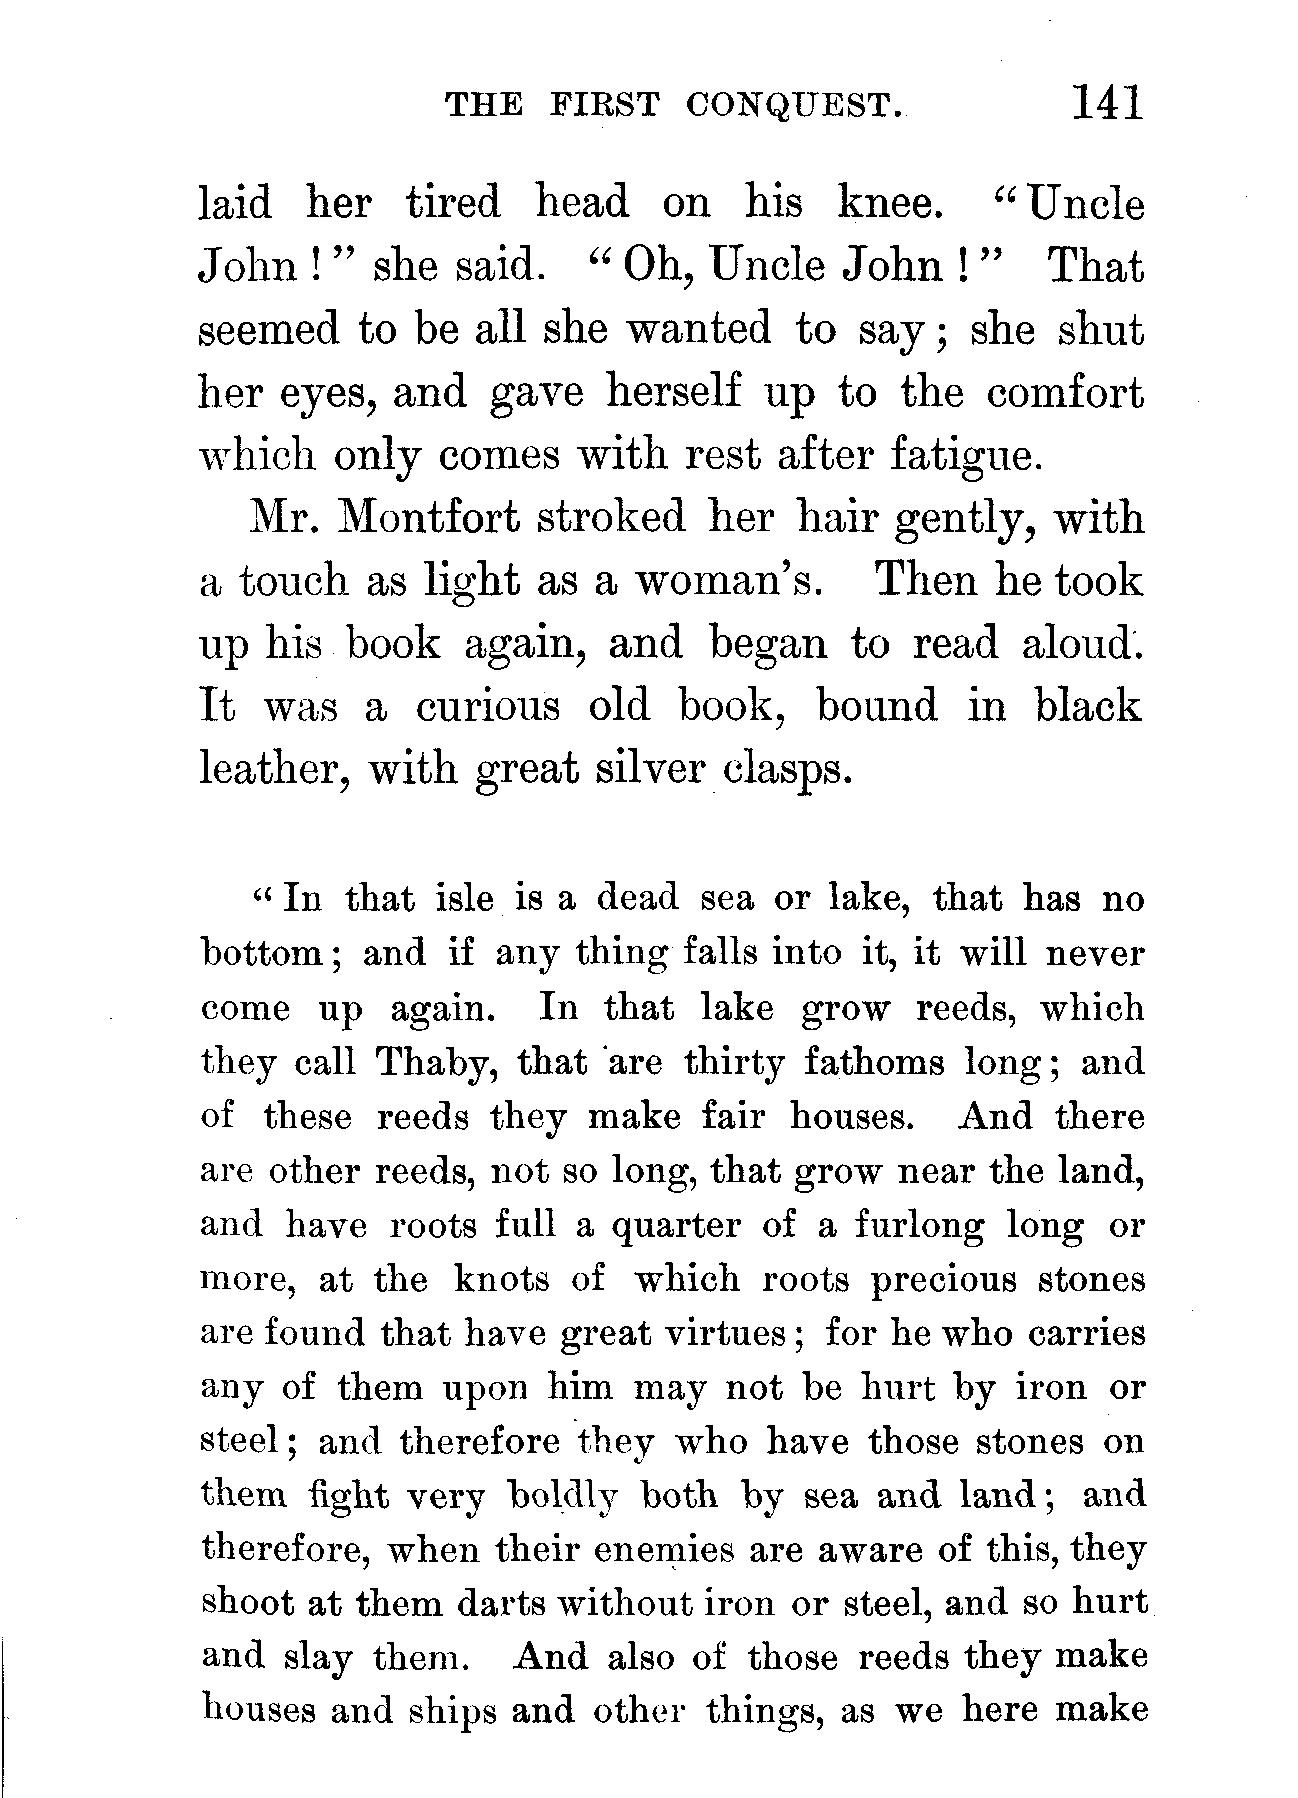 THE FIRST CONQUEST. 141
laid her tired head on his knee. “Uncle
John!” she said. “Oh, Uncle John!” That
seemed to be all she wanted to say; she shut
her eyes, and gave herself up to the comfort
which only comes with rest after fatigue.
Mr. Montfort stroked her hair gently, with
a touch as light as a woman’s. Then he took
up his book again, and began to read aloud.
It was a curious old book, bound in black
leather, with great silver clasps.
“In that isle is a dead sea or lake, that has no
bottom; and if any thing falls into it, it will never
come up again. In that lake grow reeds, which
they call Thaby, that are thirty fathoms long; and
of these reeds they make fair houses. And there
are other reeds, not so long, that grow near the land,
and have roots full a quarter of a furlong long or
more, at the knots of which roots precious stones
are found that have great virtues; for he who carries
any of them upon him may not be hurt by iron or
steel; and therefore they who have those stones on
them fight very boldly both by sea and land; and
therefore, when their enemies are aware of this, they
shoot at them darts without iron or steel, and so hurt
and slay them. And also of those reeds they make
houses and ships and other things, as we here make